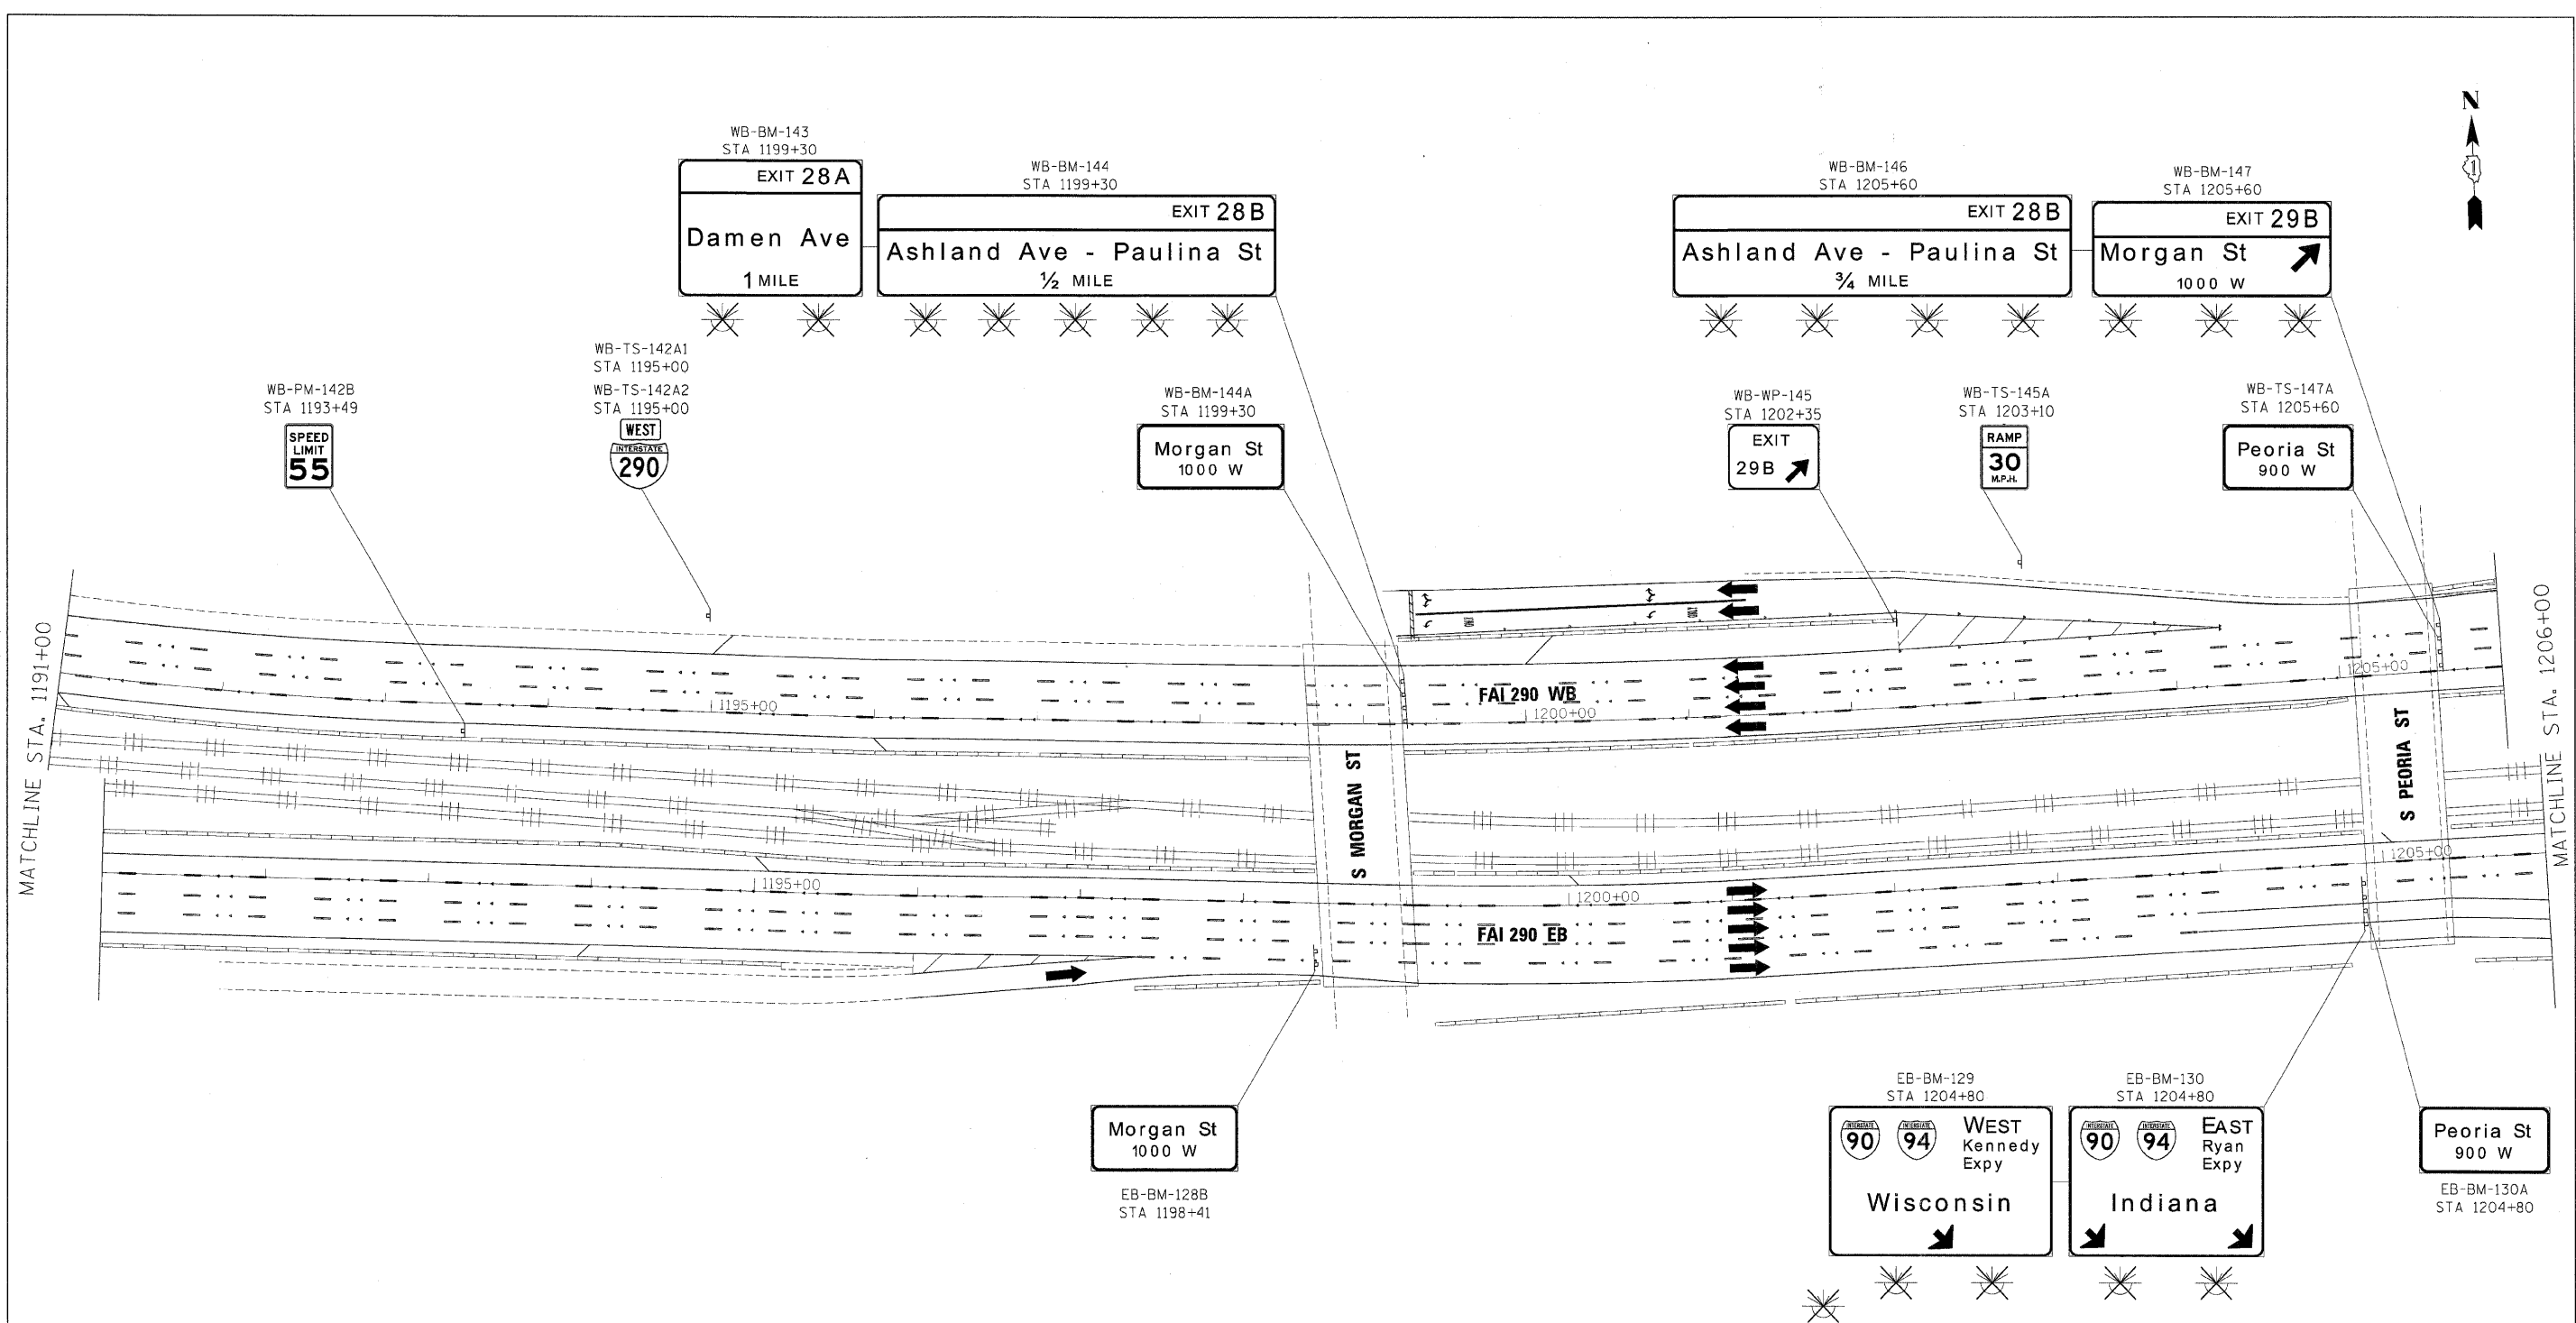 N
WB-BM-143
STA 1199+30
EXIT 28A
Damen Ave
1 MILE
WB-BM-144
STA 1199+30
EXIT 28B
Ashland Ave - Paulina St
½ MILE
WB-BM-146
STA 1205+60
EXIT 28B
Ashland Ave - Paulina St
¾ MILE
WB-BM-147
STA 1205+60
EXIT 29B
Morgan St
1000 W
WB-PM-142B
STA 1193+49
SPEED
LIMIT
55
WB-TS-142A1
STA 1195+00
WB-TS-142A2
STA 1195+00
WEST
INTERSTATE
290
WB-BM-144A
STA 1199+30
Morgan St
1000 W
WB-WP-145
STA 1202+35
EXIT
29B
WB-TS-145A
STA 1203+10
RAMP
30
M.P.H.
WB-TS-147A
STA 1205+60
Peoria St
900 W
MATCHLINE STA. 1191+00
MATCHLINE STA. 1206+00
ONLY
ONLY
1195+00
FAI 290 WB
1200+00
1205+00
S MORGAN ST
S PEORIA ST
1195+00
1200+00
1205+00
FAI 290 EB
Morgan St
1000 W
EB-BM-128B
STA 1198+41
EB-BM-129
STA 1204+80
INTERSTATE
90
INTERSTATE
94
WEST
Kennedy
Expy
Wisconsin
EB-BM-130
STA 1204+80
INTERSTATE
90
INTERSTATE
94
EAST
Ryan
Expy
Indiana
Peoria St
900 W
EB-BM-130A
STA 1204+80